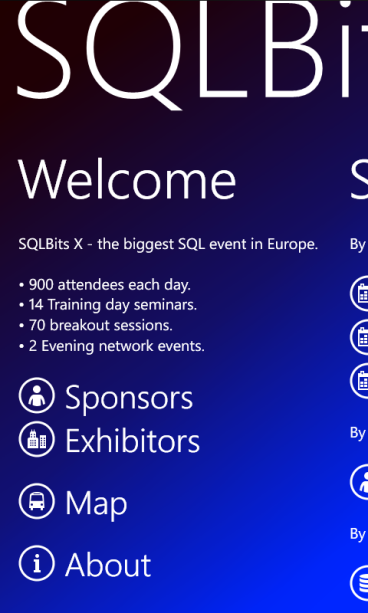 SQLBit
Welcome
SQLBits X - the biggest SQL event in Europe.
• 900 attendees each day.
• 14 Training day seminars.
• 70 breakout sessions.
• 2 Evening network events.
Sponsors
Exhibitors
Map
About
S
By
By
By